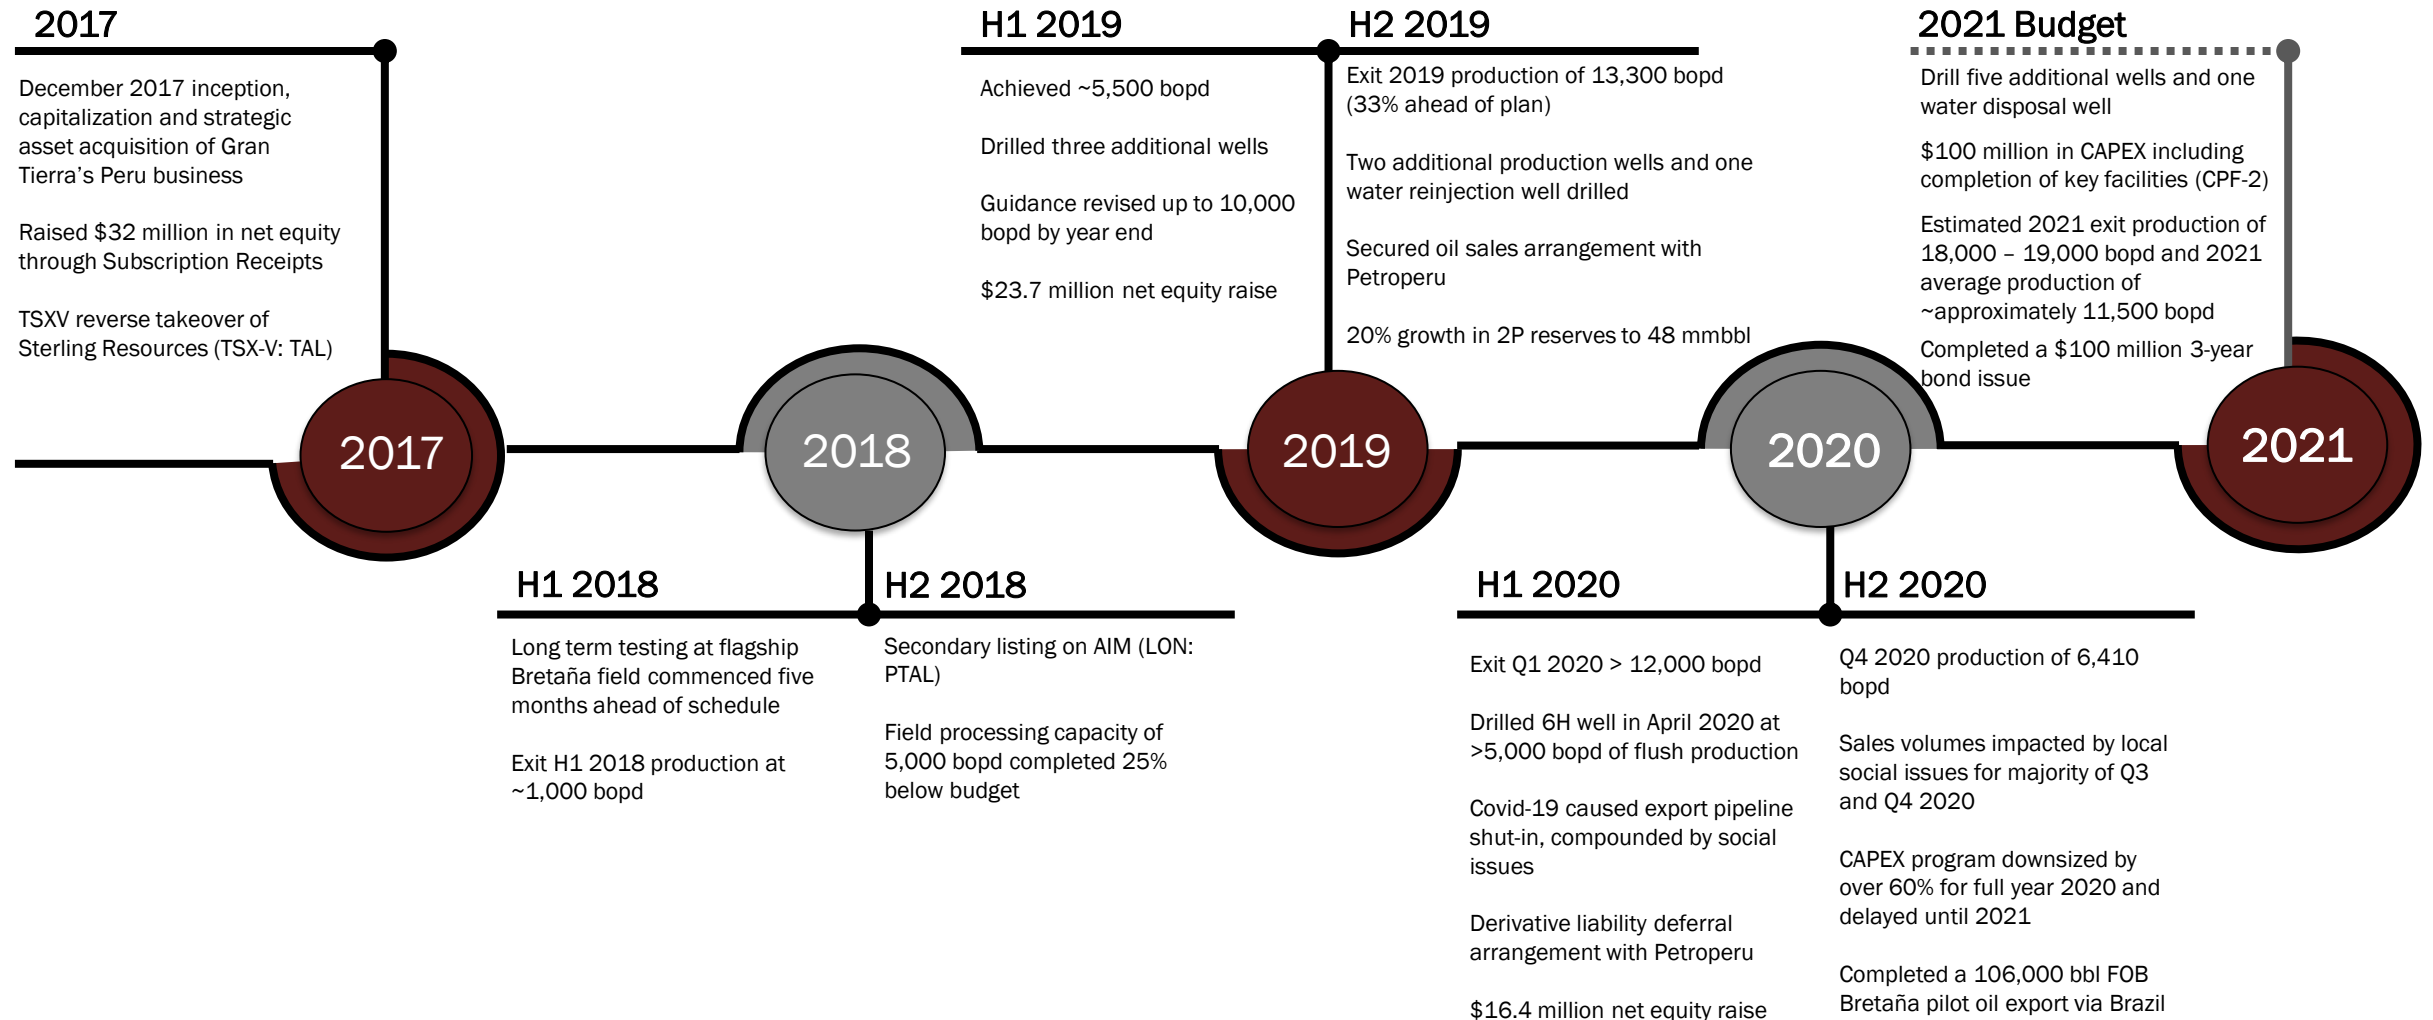 2017
December 2017 inception,
capitalization and strategic
asset acquisition of Gran
Tierra's Peru business
Raised $32 million in net equity
through Subscription Receipts
TSXV reverse takeover of
Sterling Resources (TSX-V: TAL)
H1 2019
Achieved ~5,500 bopd
Drilled three additional wells
Guidance revised up to 10,000
bopd by year end
$23.7 million net equity raise
H2 2019
Exit 2019 production of 13,300 bopd
(33% ahead of plan)
Two additional production wells and one
water reinjection well drilled
Secured oil sales arrangement with
Petroperu
20% growth in 2P reserves to 48 mmbbl
2021 Budget
Drill five additional wells and one
water disposal well
$100 million in CAPEX including
completion of key facilities (CPF-2)
Estimated 2021 exit production of
18,000 – 19,000 bopd and 2021
average production of
~approximately 11,500 bopd
Completed a $100 million 3-year
bond issue
2017
2018
2019
2020
2021
H1 2018
Long term testing at flagship
Bretaña field commenced five
months ahead of schedule
Exit H1 2018 production at
~1,000 bopd
H2 2018
Secondary listing on AIM (LON:
PTAL)
Field processing capacity of
5,000 bopd completed 25%
below budget
H1 2020
Exit Q1 2020 > 12,000 bopd
Drilled 6H well in April 2020 at
>5,000 bopd of flush production
Covid-19 caused export pipeline
shut-in, compounded by social
issues
Derivative liability deferral
arrangement with Petroperu
$16.4 million net equity raise
H2 2020
Q4 2020 production of 6,410
bopd
Sales volumes impacted by local
social issues for majority of Q3
and Q4 2020
CAPEX program downsized by
over 60% for full year 2020 and
delayed until 2021
Completed a 106,000 bbl FOB
Bretaña pilot oil export via Brazil